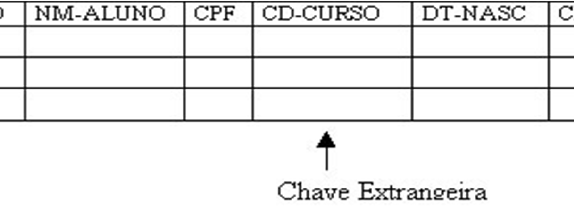 NM-ALUNO CPF CD-CURSO DT-NASC
Chave Extrangeira